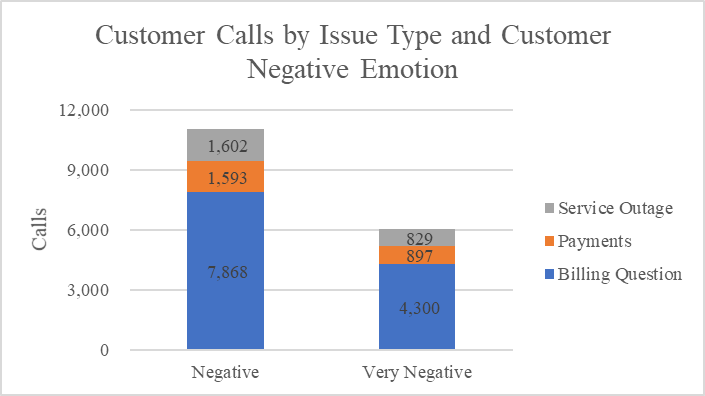 Customer Calls by Issue Type and Customer
Negative Emotion
12,000
9,000
6,000
3,000
0
Calls
1,602
1,593
7,868
829
897
4,300
Negative
Very Negative
Service Outage
Payments
Billing Question